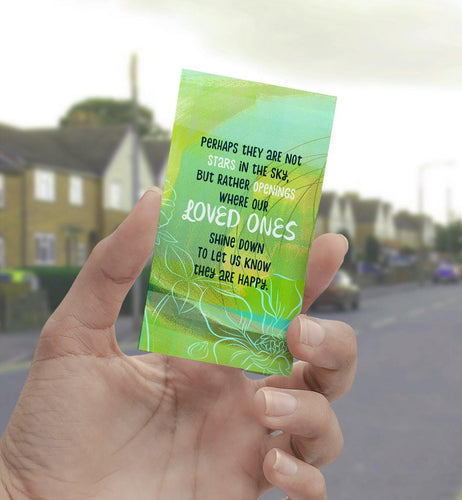 PERHAPS THEY ARE NOT
STARS IN THE SKY,
BUT RATHER OPENINGS
WHERE OUR
LOVED ONES
SHINE DOWN
TO LET US KNOW
THEY ARE HAPPY.